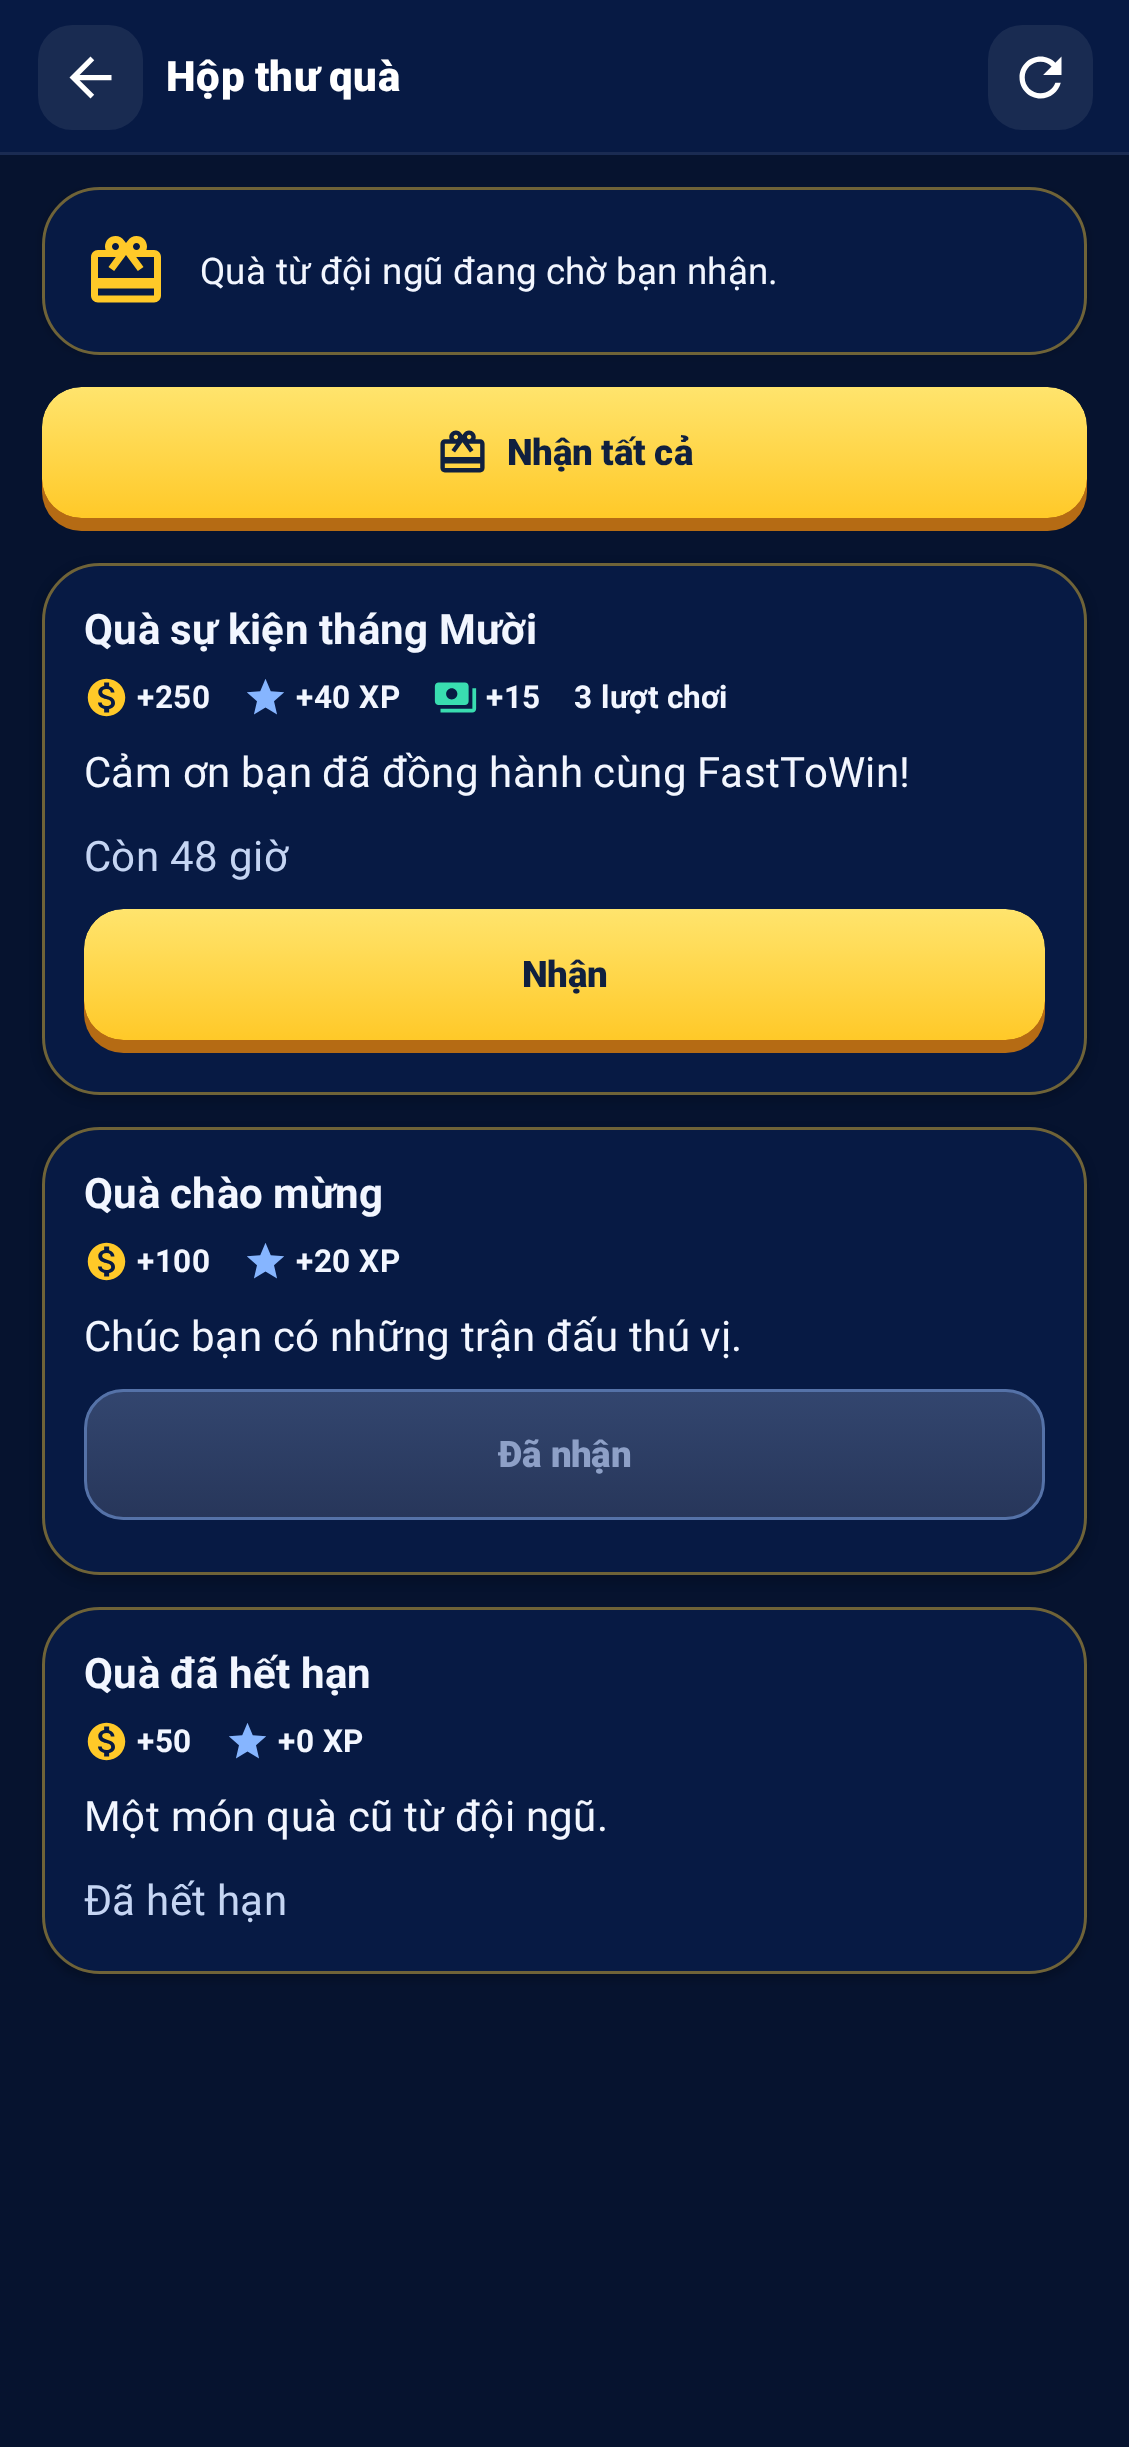 Hộp thư quà
Quà từ đội ngũ đang chờ bạn nhận.
Nhận tất cả
Quà sự kiện tháng Mười
+250 +40 XP +15 3 lượt chơi
Cảm ơn bạn đã đồng hành cùng FastToWin!
Còn 48 giờ
Nhận
Quà chào mừng
+100 +20 XP
Chúc bạn có những trận đấu thú vị.
Đã nhận
Quà đã hết hạn
+50 +0 XP
Một món quà cũ từ đội ngũ.
Đã hết hạn